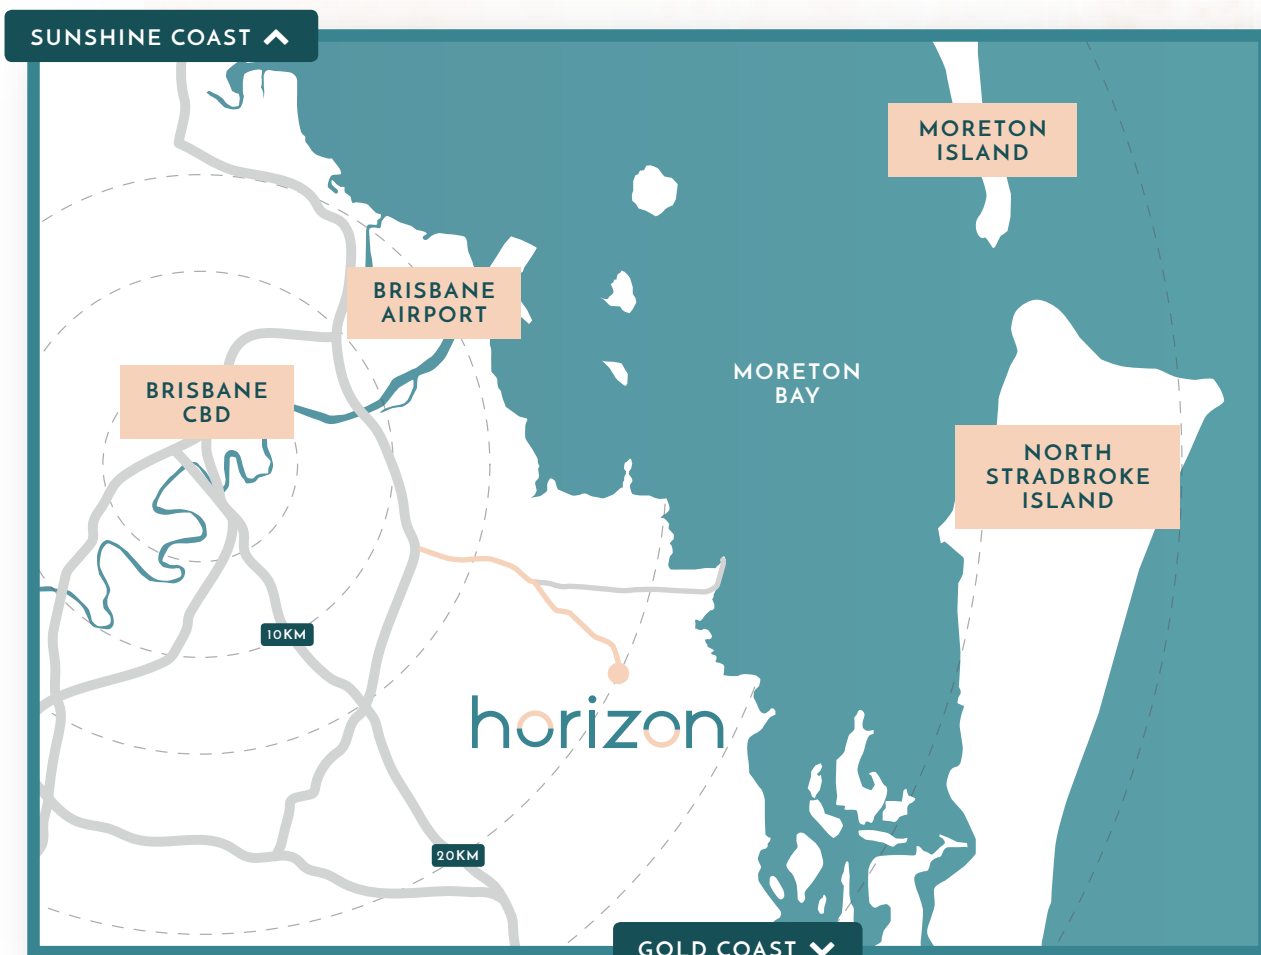 SUNSHINE COAST
MORETON
ISLAND
BRISBANE
AIRPORT
MORETON
BAY
BRISBANE
CBD
NORTH
STRADBROKE
ISLAND
10KM
horizon
20KM
GOLD COAST